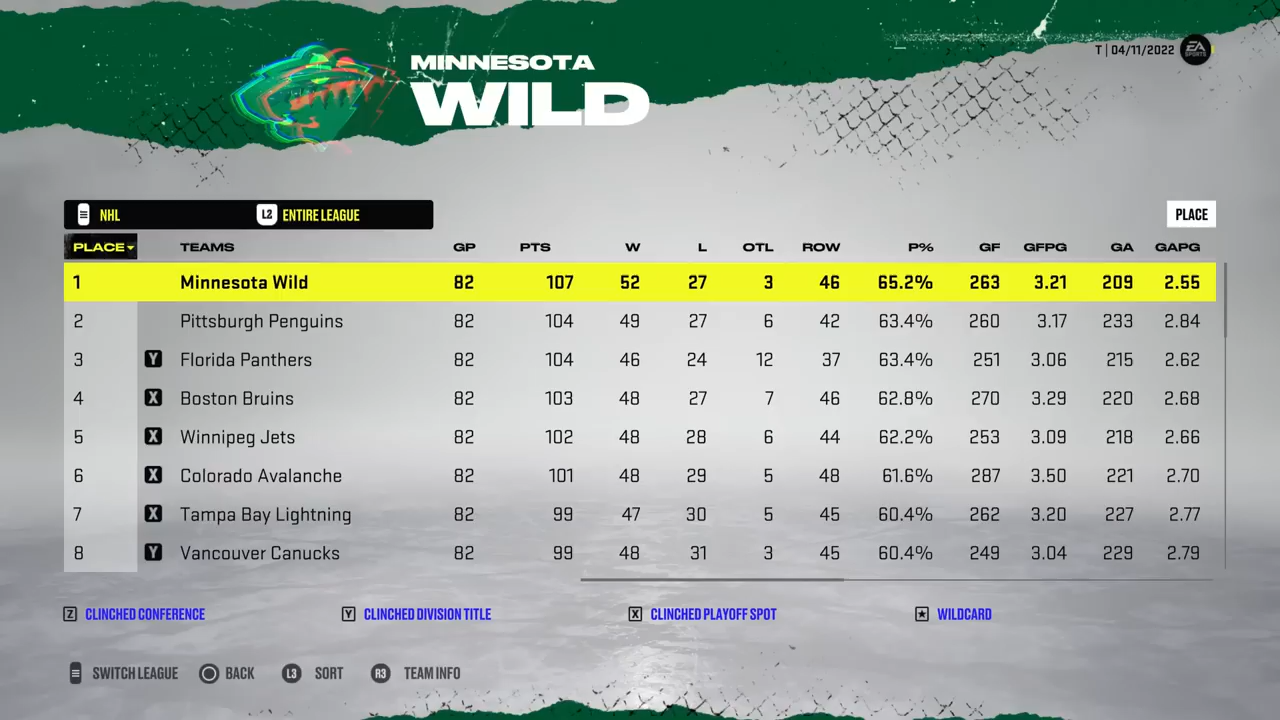 MINNESOTA
WILD
T | 04/11/2022 EA SPORTS
NHL L2 ENTIRE LEAGUE
PLACE
PLACE TEAMS GP PTS W L OTL ROW P% GF GFPG GA GAPG
1 Minnesota Wild 82 107 52 27 3 46 65.2% 263 3.21 209 2.55
2 Pittsburgh Penguins 82 104 49 27 6 42 63.4% 260 3.17 233 2.84
3 Y Florida Panthers 82 104 46 24 12 37 63.4% 251 3.06 215 2.62
4 X Boston Bruins 82 103 48 27 7 46 62.8% 270 3.29 220 2.68
5 X Winnipeg Jets 82 102 48 28 6 44 62.2% 253 3.09 218 2.66
6 X Colorado Avalanche 82 101 48 29 5 48 61.6% 287 3.50 221 2.70
7 X Tampa Bay Lightning 82 99 47 30 5 45 60.4% 262 3.20 227 2.77
8 Y Vancouver Canucks 82 99 48 31 3 45 60.4% 249 3.04 229 2.79
Z CLINCHED CONFERENCE Y CLINCHED DIVISION TITLE X CLINCHED PLAYOFF SPOT ★ WILDCARD
SWITCH LEAGUE BACK L3 SORT R3 TEAM INFO